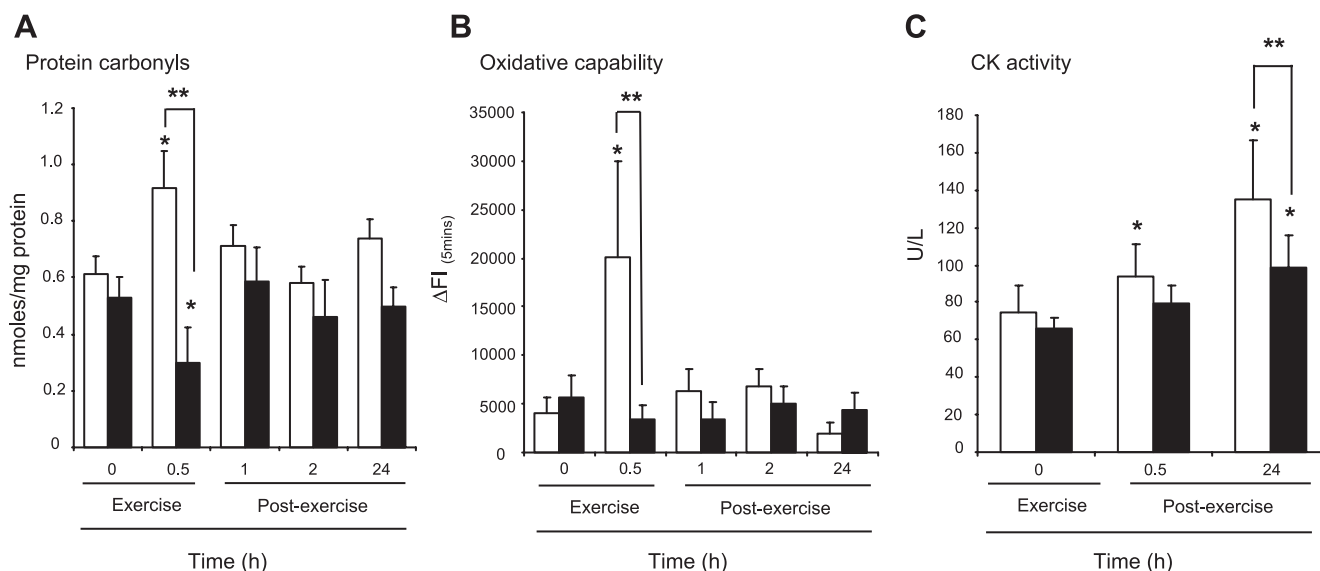 A
Protein carbonyls
nmoles/mg protein
1.2
1.0
0.8
0.6
0.4
0.2
0
**
*
*
0 0.5 1 2 24
Exercise Post-exercise
Time (h)
B
Oxidative capability
ΔFI (5mins)
35000
30000
25000
20000
15000
10000
5000
0
**
*
0 0.5 1 2 24
Exercise Post-exercise
Time (h)
C
CK activity
U/L
180
160
140
120
100
80
60
40
20
0
**
*
*
*
0 0.5 24
Exercise Post-exercise
Time (h)